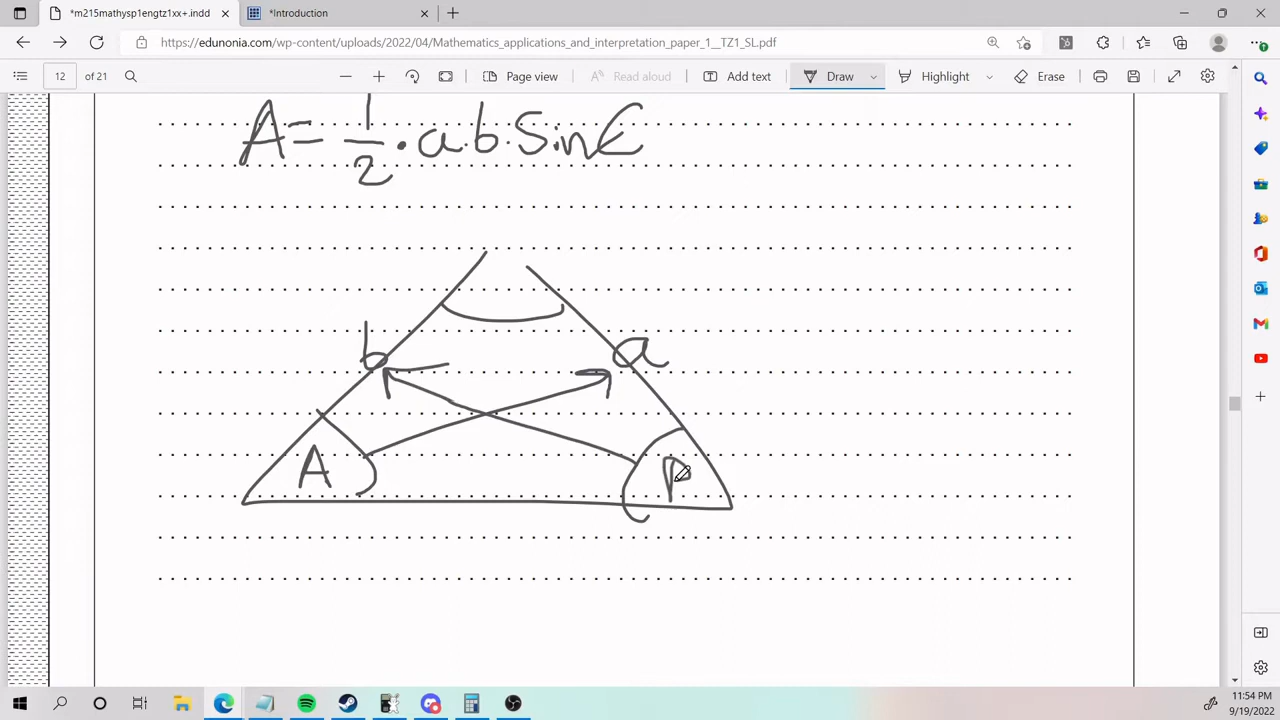 *m215mathysp1engtz1xx+.indd
*Introduction
https://edunonia.com/wp-content/uploads/2022/04/Mathematics_applications_and_interpretation_paper_1__TZ1_SL.pdf
12 of 21
Page view
Read aloud
Add text
Draw
Highlight
Erase
A = 1/2 · a · b · Sin C
b
a
A
B
11:54 PM
9/19/2022